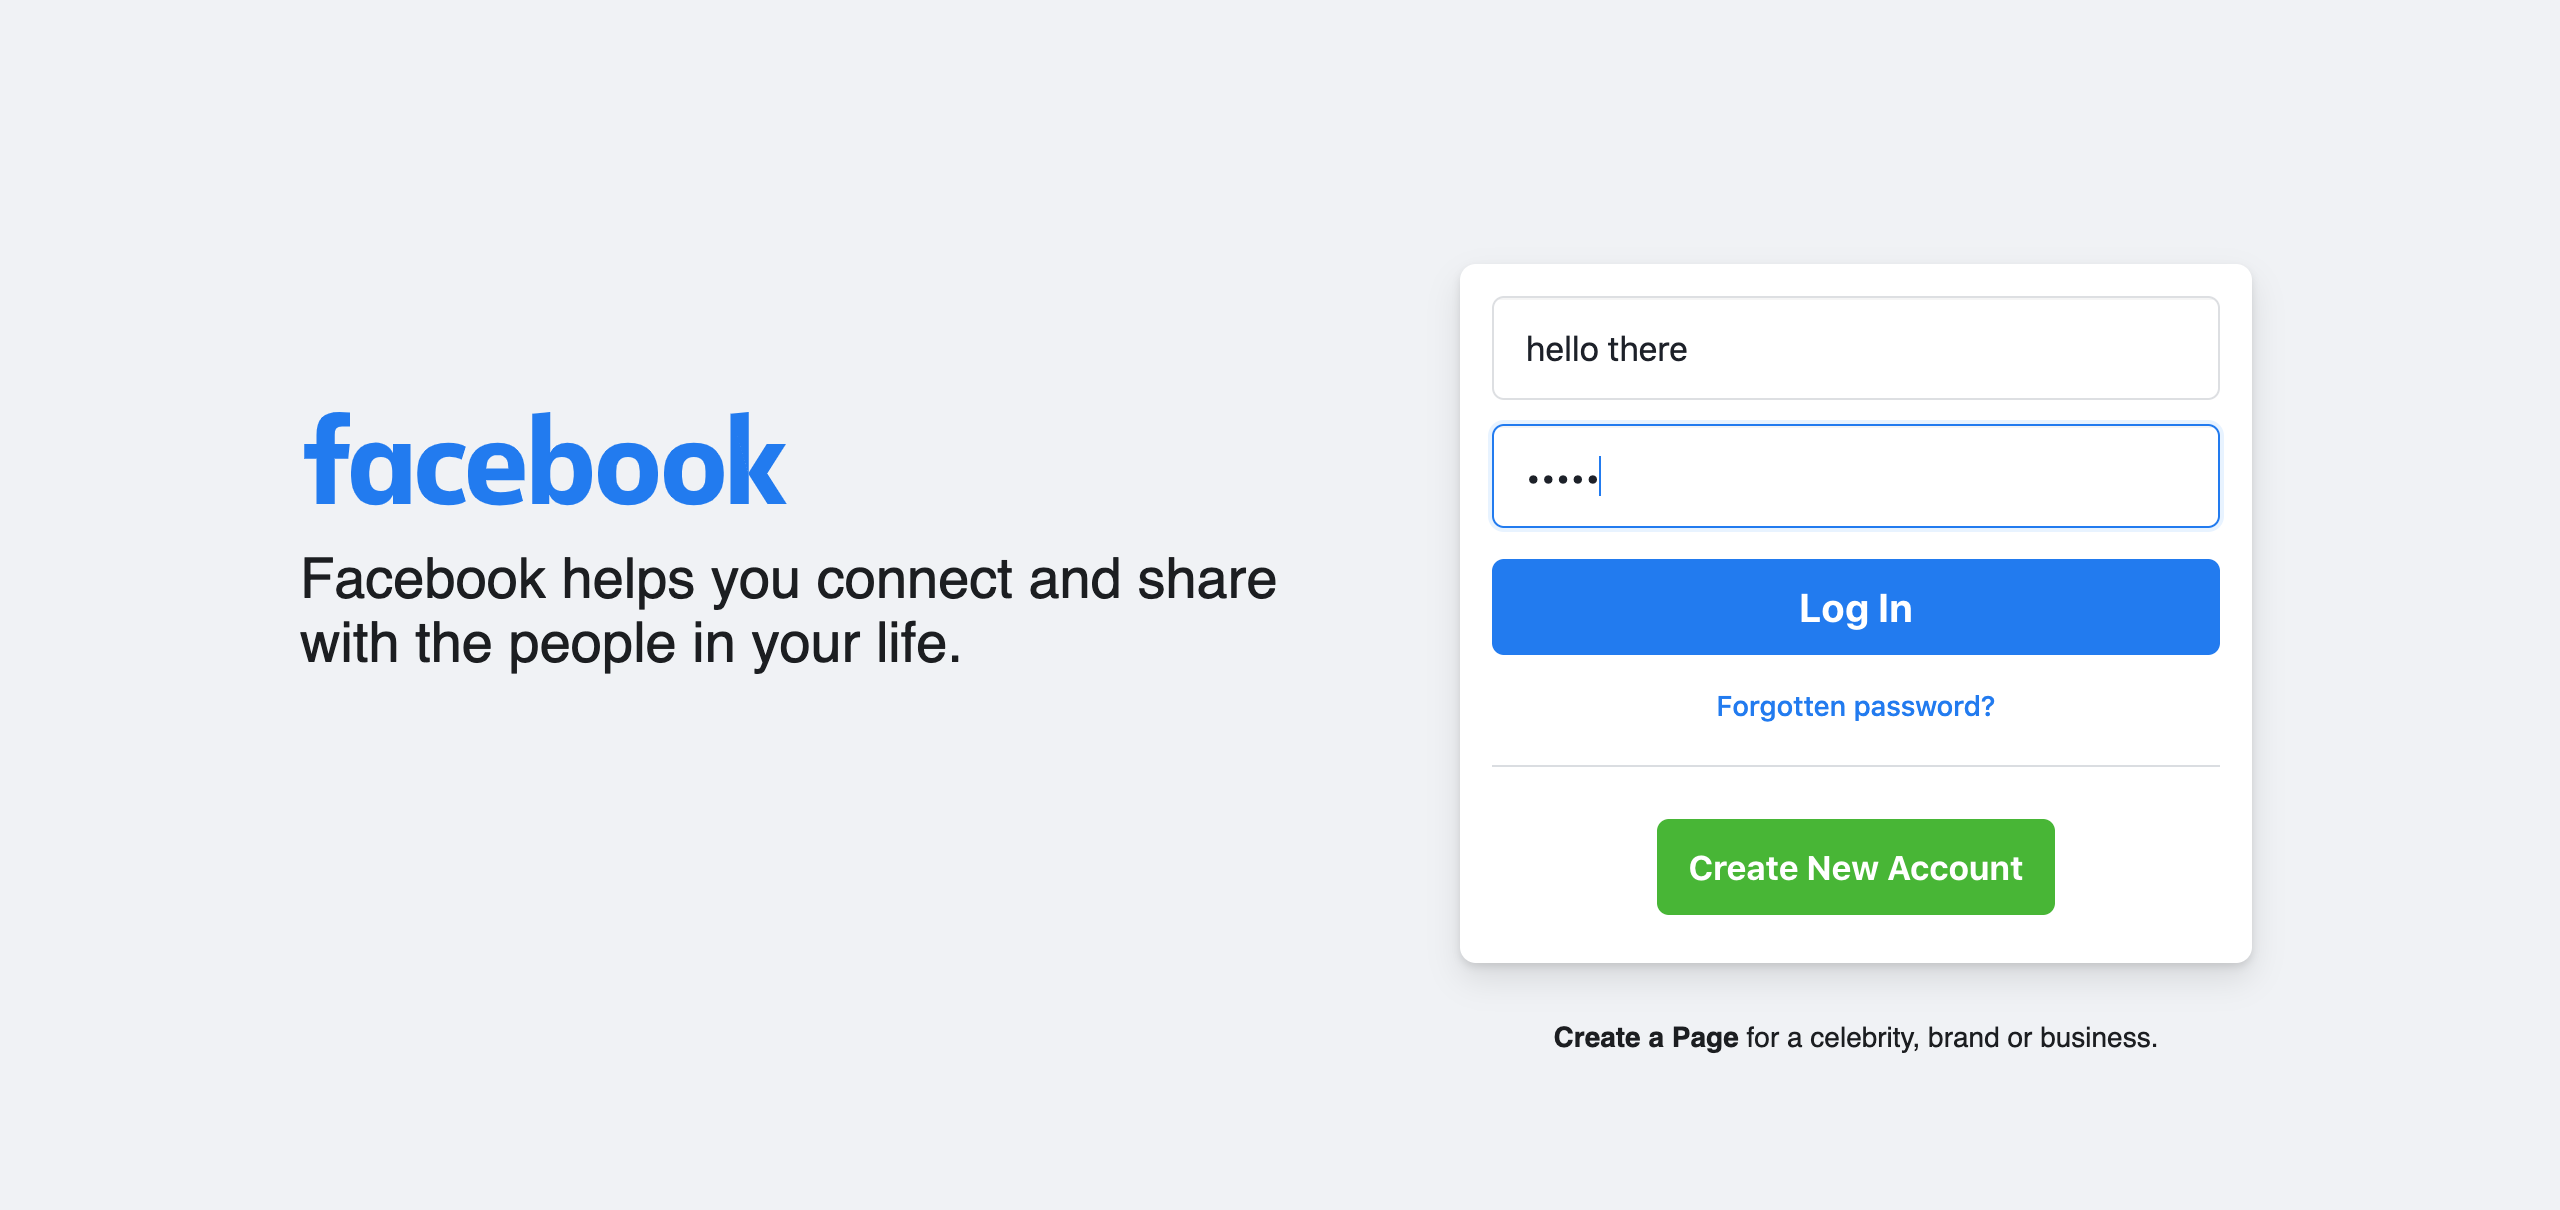 facebook
Facebook helps you connect and share
with the people in your life.
hello there
•••••
Log In
Forgotten password?
Create New Account
Create a Page for a celebrity, brand or business.